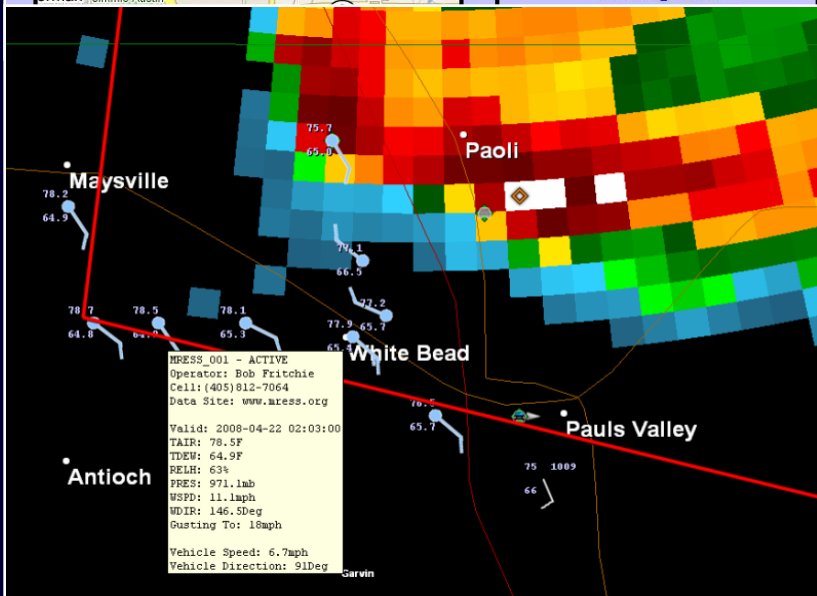 Jimmie Austin
75.7
65.0
Paoli
Maysville
78.2
64.9
66.5
77.2
65.7
78.5
78.1
64.8
65.3
77.9
White Bead
MRESS_001 - ACTIVE
Operator: Bob Fritchie
Cell:(405)812-7064
Data Site: www.mress.org
Valid: 2008-04-22 02:03:00
TAIR: 78.5F
TDEW: 64.9F
RELH: 63%
PRES: 971.1mb
WSPD: 11.1mph
WDIR: 146.5Deg
Gusting To: 18mph
Vehicle Speed: 6.7mph
Vehicle Direction: 91Deg
65.7
Pauls Valley
Antioch
75 1009
66
Garvin